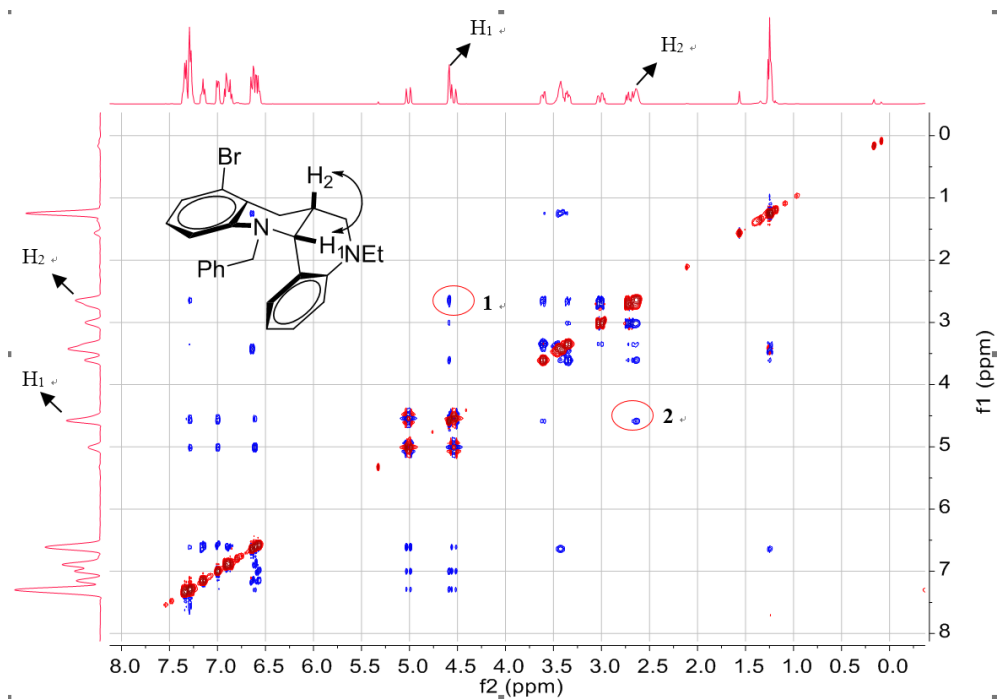 H₁
H₂
Br
H₂
N
H₁
NEt
Ph
H₂
1
H₁
2
0
1
2
3
4
5
6
7
8
f1 (ppm)
8.0 7.5 7.0 6.5 6.0 5.5 5.0 4.5 4.0 3.5 3.0 2.5 2.0 1.5 1.0 0.5 0.0
f2 (ppm)